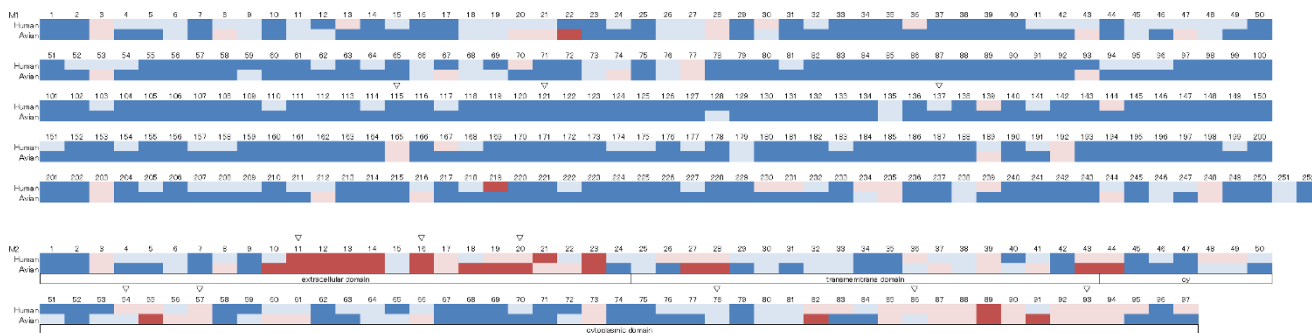 M1 1 2 3 4 5 6 7 8 9 10 11 12 13 14 15 16 17 18 19 20 21 22 23 24 25 26 27 28 29 30 31 32 33 34 35 36 37 38 39 40 41 42 43 44 45 46 47 48 49 50
Human
Avian
51 52 53 54 55 56 57 58 59 60 61 62 63 64 65 66 67 68 69 70 71 72 73 74 75 76 77 78 79 80 81 82 83 84 85 86 87 88 89 90 91 92 93 94 95 96 97 98 99 100
Human
Avian
101 102 103 104 105 106 107 108 109 110 111 112 113 114 115 116 117 118 119 120 121 122 123 124 125 126 127 128 129 130 131 132 133 134 135 136 137 138 139 140 141 142 143 144 145 146 147 148 149 150
Human
Avian
151 152 153 154 155 156 157 158 159 160 161 162 163 164 165 166 167 168 169 170 171 172 173 174 175 176 177 178 179 180 181 182 183 184 185 186 187 188 189 190 191 192 193 194 195 196 197 198 199 200
Human
Avian
201 202 203 204 205 206 207 208 209 210 211 212 213 214 215 216 217 218 219 220 221 222 223 224 225 226 227 228 229 230 231 232 233 234 235 236 237 238 239 240 241 242 243 244 245 246 247 248 249 250 251 252
Human
Avian
M2 1 2 3 4 5 6 7 8 9 10 11 12 13 14 15 16 17 18 19 20 21 22 23 24 25 26 27 28 29 30 31 32 33 34 35 36 37 38 39 40 41 42 43 44 45 46 47 48 49 50
Human
Avian
extracellular domain transmembrans domain cy
51 52 53 54 55 56 57 58 59 60 61 62 63 64 65 66 67 68 69 70 71 72 73 74 75 76 77 78 79 80 81 82 83 84 85 86 87 88 89 90 91 92 93 94 95 96 97
Human
Avian
cytoplasmic domain